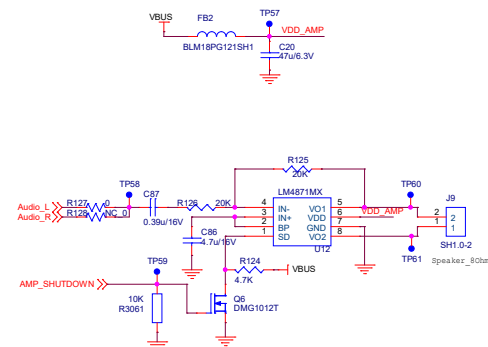 VBUS
FB2
TP57
VDD_AMP
BLM18PG121SH1
C20
47u/6.3V
R125
20K
TP58
LM4871MX
TP60
Audio_L
R127
0
C87
R126
20K
4
IN-
VO1
5
J9
Audio_R
R128
NC_0
3
IN+
VDD
6
VDD_AMP
2
2
0.39u/16V
2
BP
GND
7
1
1
C86
1
SD
VO2
8
4.7u/16V
U12
SH1.0-2
TP61
Speaker_8Ohm
TP59
R124
VBUS
4.7K
AMP_SHUTDOWN
10K
Q6
R3061
DMG1012T